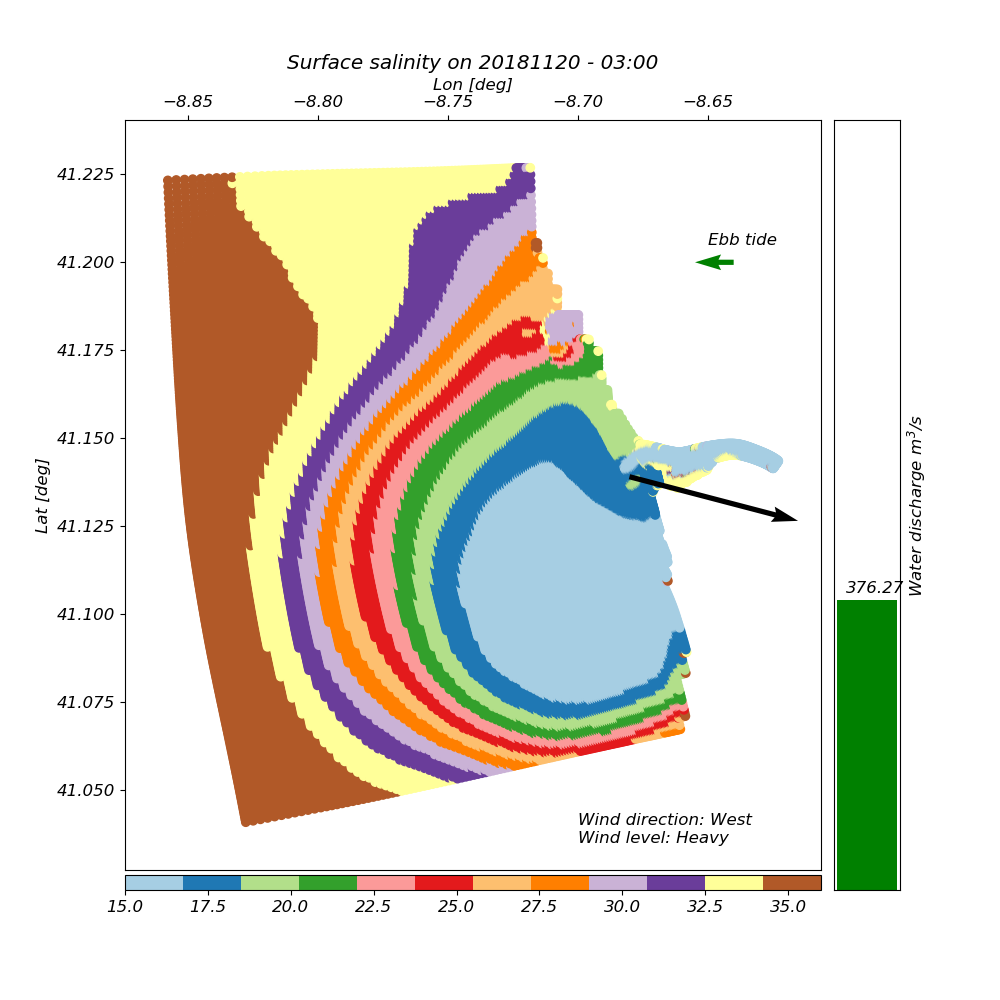 Surface salinity on 20181120 - 03:00
Lon [deg]
−8.85 −8.80 −8.75 −8.70 −8.65
41.225
41.200
41.175
41.150
41.125
41.100
41.075
41.050
Lat [deg]
Ebb tide
Wind direction: West
Wind level: Heavy
376.27
Water discharge m³/s
15.0 17.5 20.0 22.5 25.0 27.5 30.0 32.5 35.0